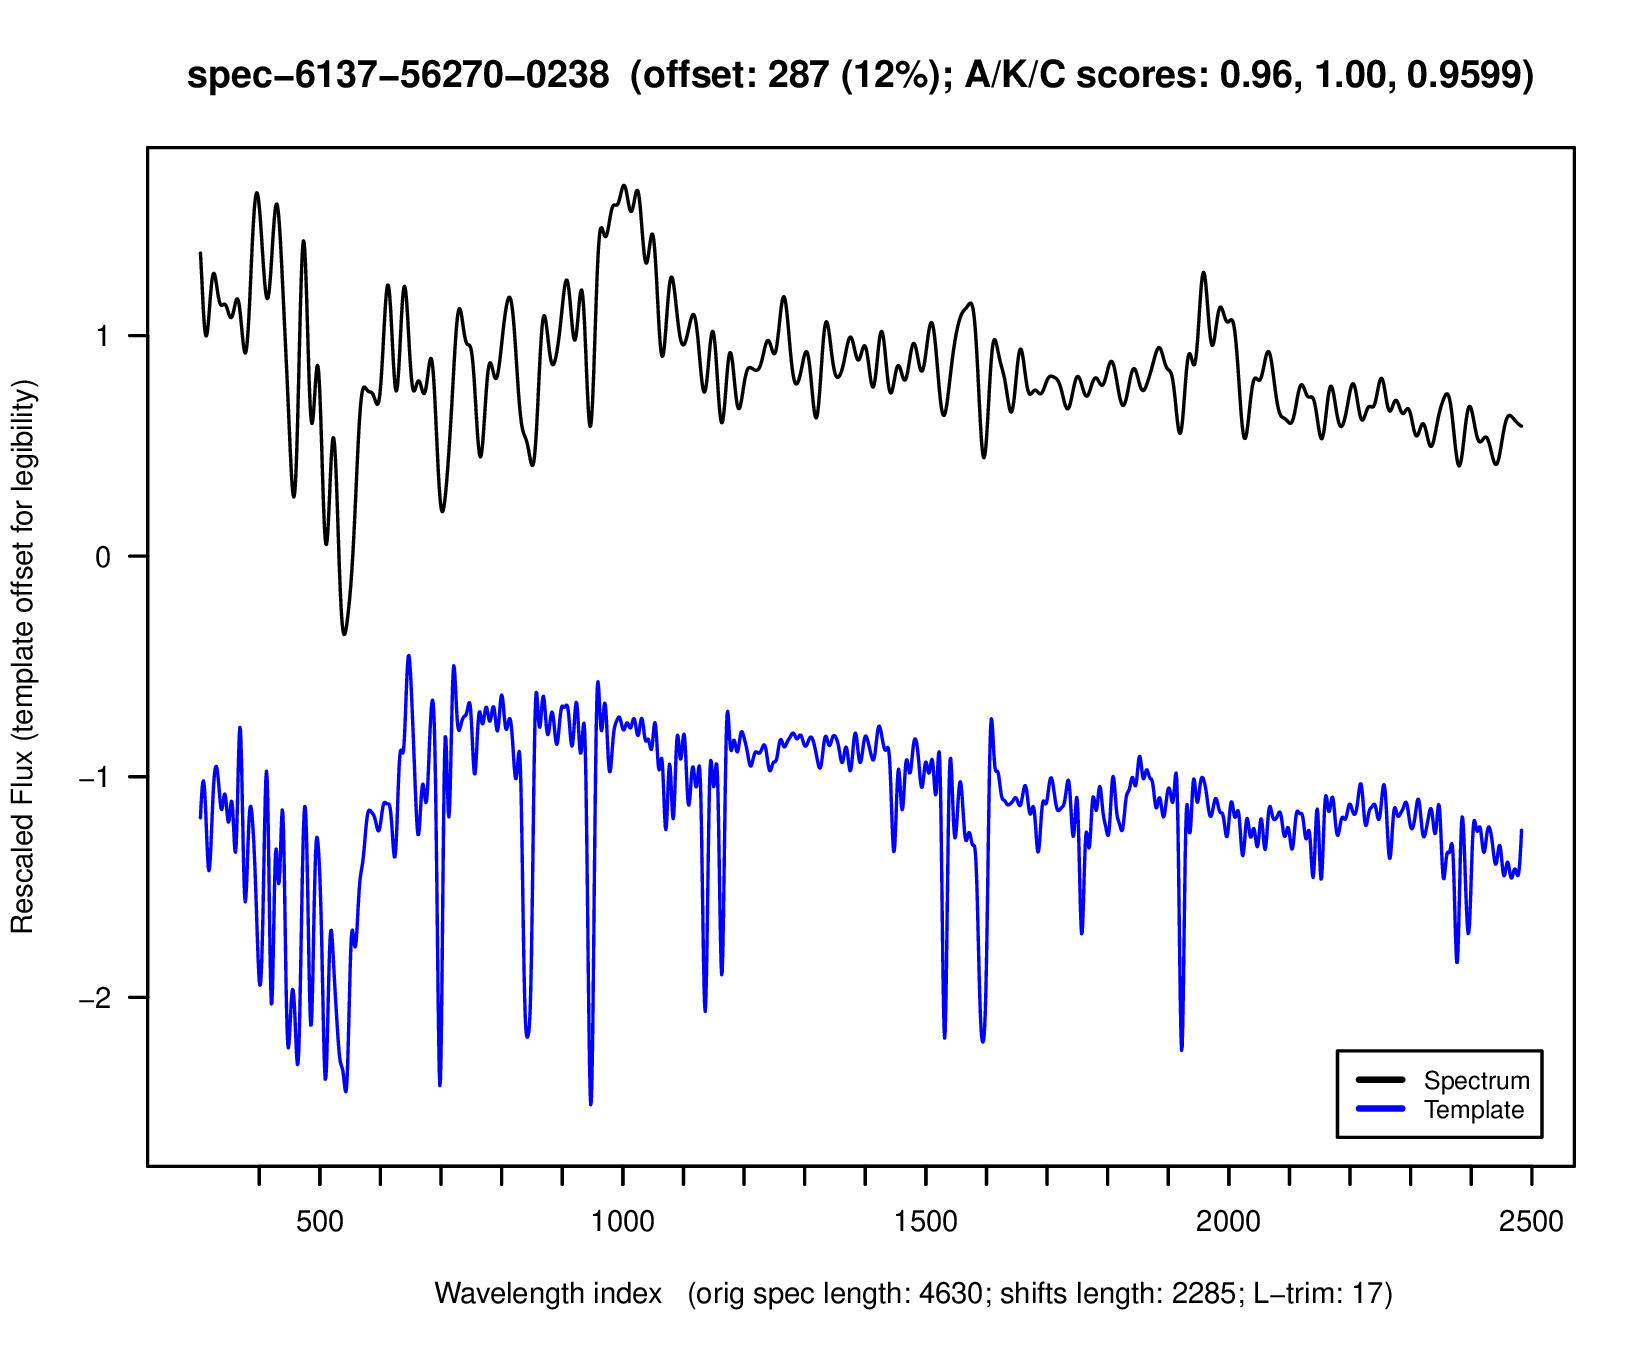 spec−6137−56270−0238 (offset: 287 (12%); A/K/C scores: 0.96, 1.00, 0.9599)
Rescaled Flux (template offset for legibility)
1
0
−1
−2
Spectrum
Template
500 1000 1500 2000 2500
Wavelength index (orig spec length: 4630; shifts length: 2285; L−trim: 17)